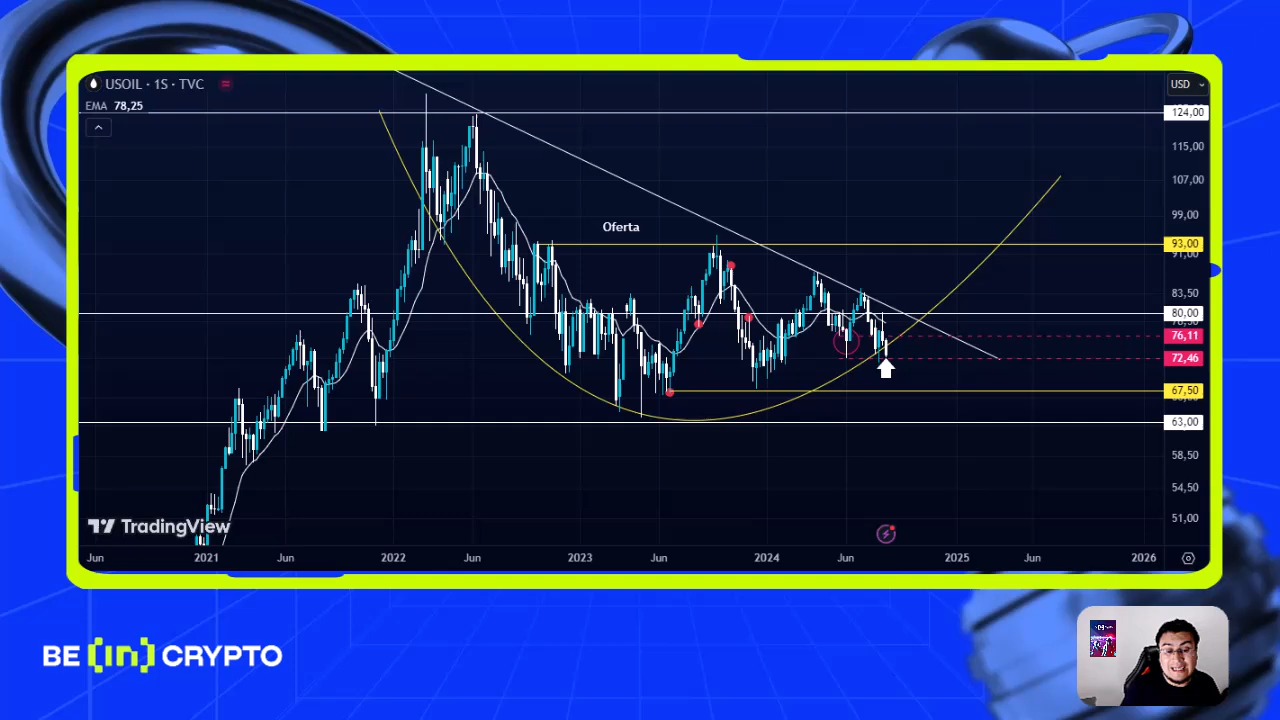 USOIL · 1S · TVC
USD
EMA 78,25
124,00
115,00
107,00
99,00
Oferta
93,00
91,00
83,50
80,00
76,11
72,46
67,50
63,00
58,50
54,50
51,00
TradingView
Jun 2021 Jun 2022 Jun 2023 Jun 2024 Jun 2025 Jun 2026
BE [in] CRYPTO